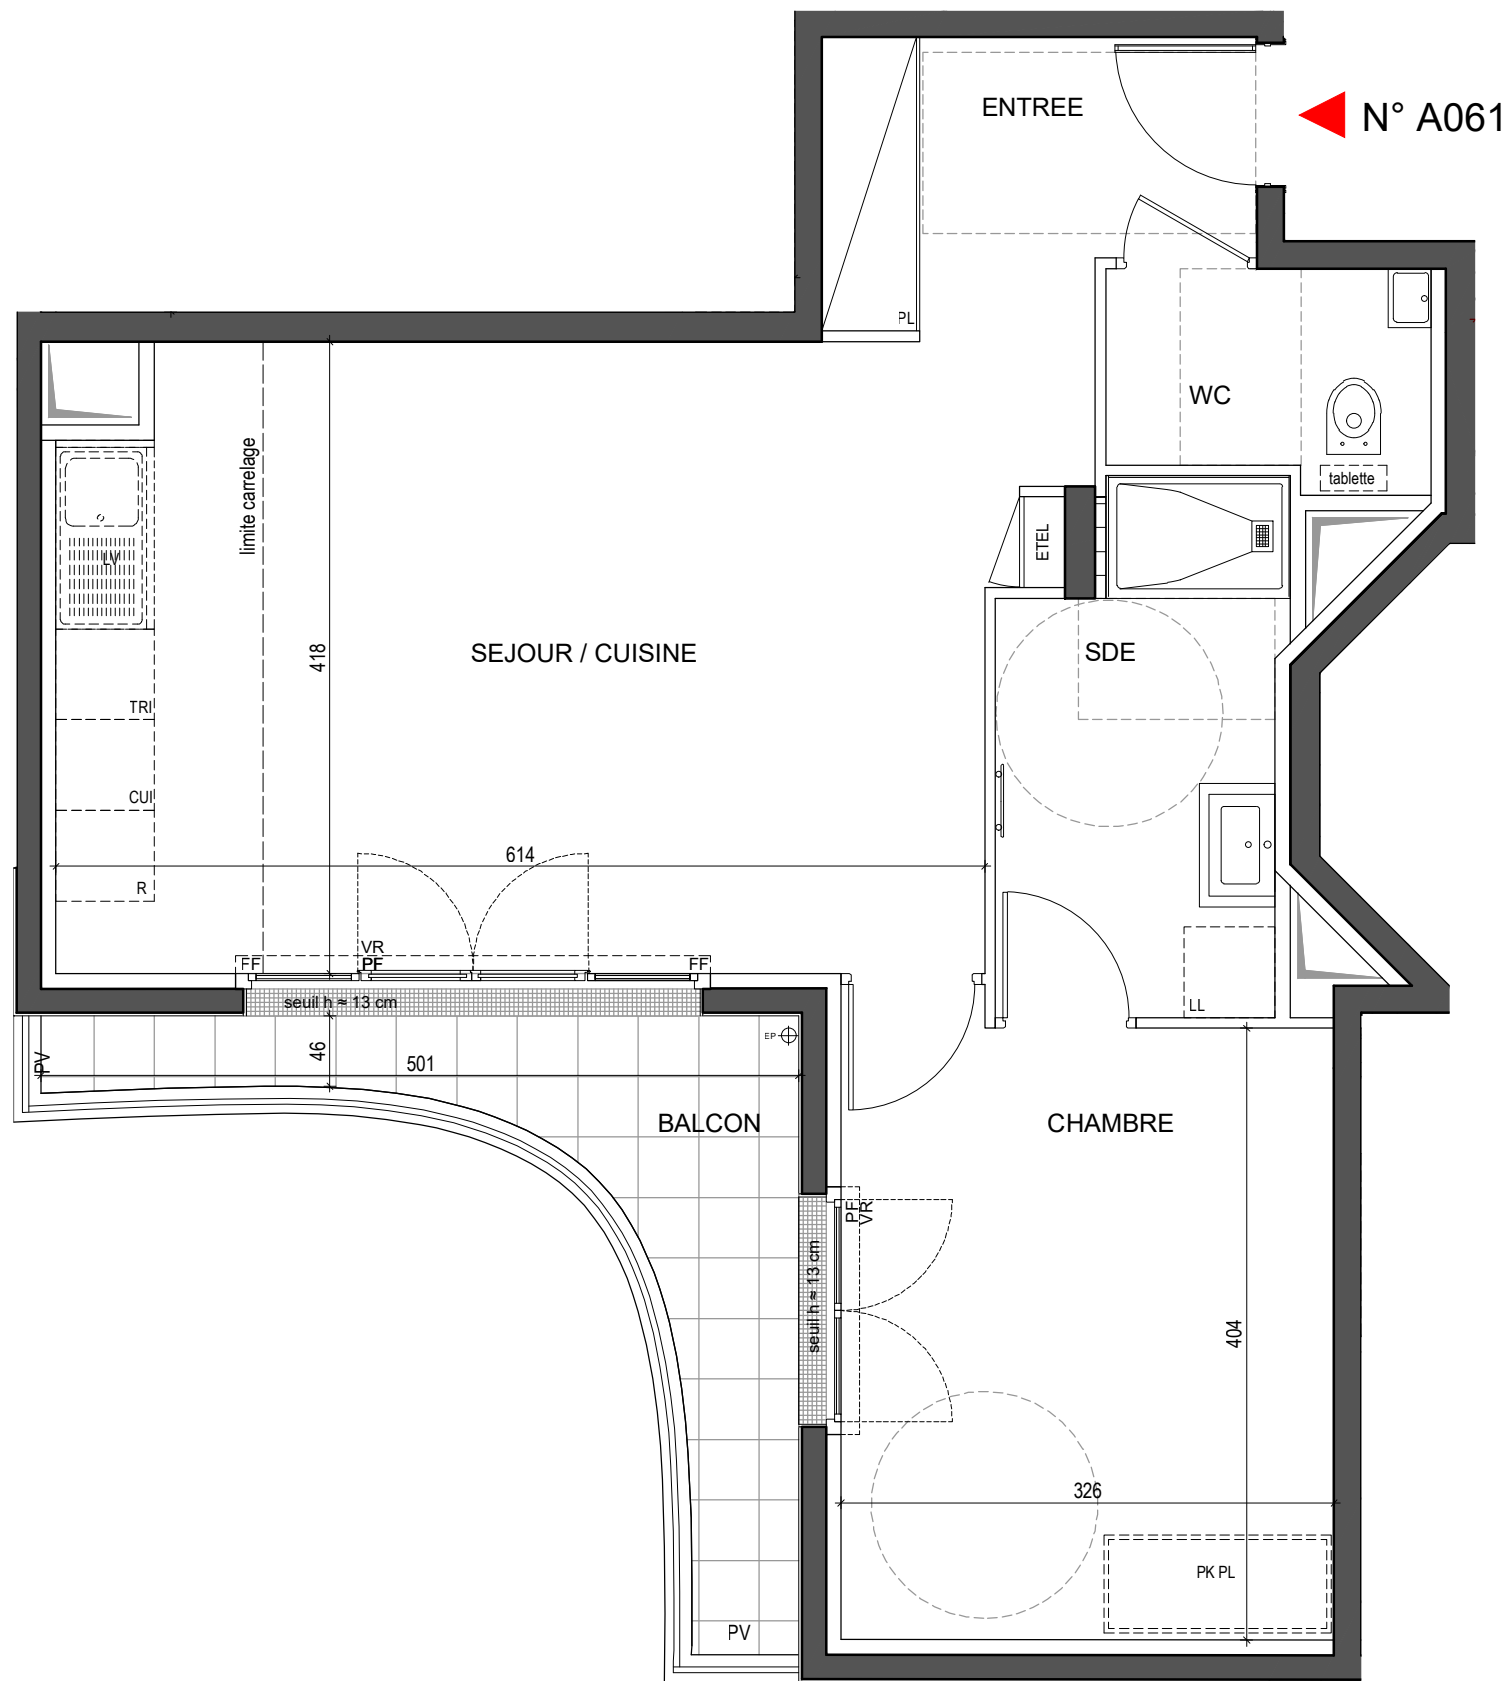 ENTREE
N° A061
PL
WC
tablette
limite carrelage
LV
ETEL
418
SEJOUR / CUISINE
SDE
TRI
CUI
614
R
VR
FF
PF
FF
seuil h ≈ 13 cm
LL
EP
PV
46
501
BALCON
CHAMBRE
PF
VR
seuil h ≈ 13 cm
404
326
PK PL
PV